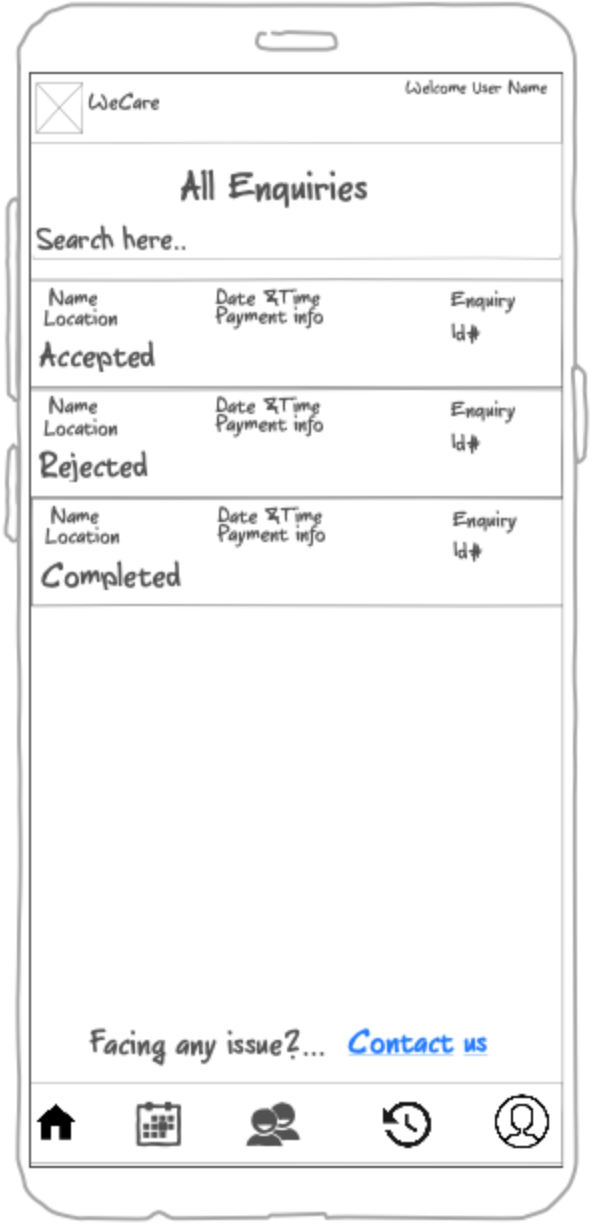 WeCare
Welcome User Name
All Enquiries
Search here..
Name Date &Time Enquiry
Location Payment info Id#
Accepted
Name Date &Time Enquiry
Location Payment info Id#
Rejected
Name Date &Time Enquiry
Location Payment info Id#
Completed
Facing any issue?... Contact us